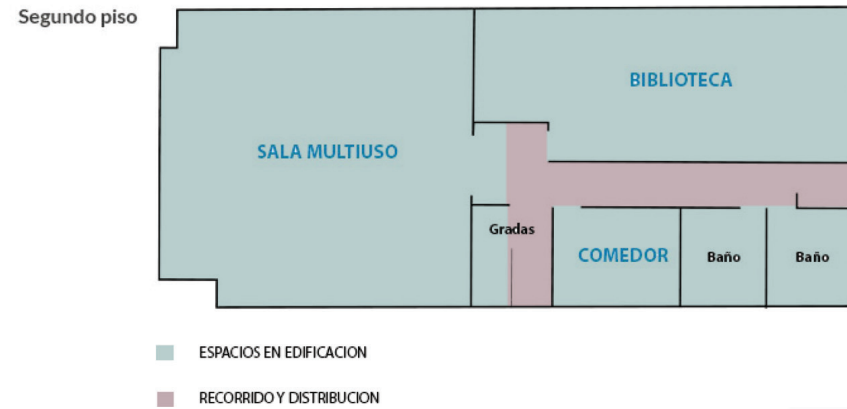 Segundo piso
BIBLIOTECA
SALA MULTIUSO
Gradas
COMEDOR
Baño
Baño
ESPACIOS EN EDIFICACION
RECORRIDO Y DISTRIBUCION